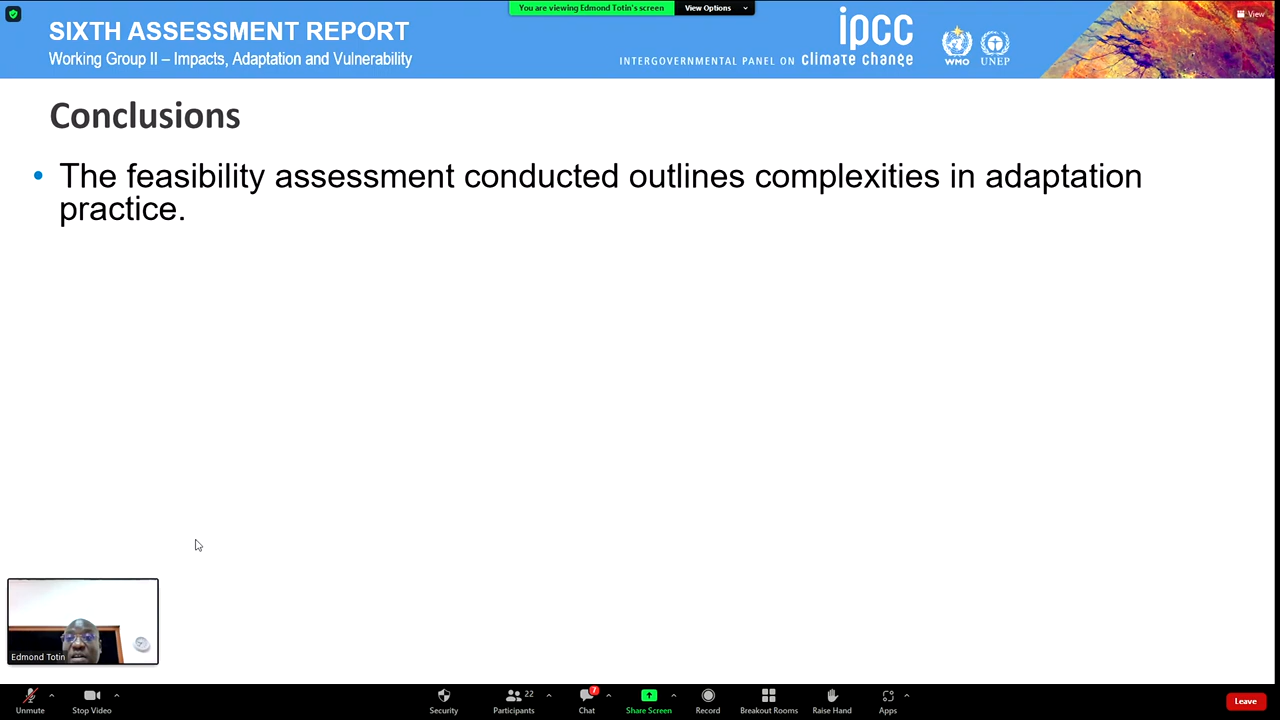 You are viewing Edmond Totin's screen
View Options
View
SIXTH ASSESSMENT REPORT
Working Group II – Impacts, Adaptation and Vulnerability
ipcc
INTERGOVERNMENTAL PANEL ON climate change
WMO
UNEP
Conclusions
• The feasibility assessment conducted outlines complexities in adaptation
practice.
Edmond Totin
Unmute
Stop Video
Security
Participants
22
Chat
7
Share Screen
Record
Breakout Rooms
Raise Hand
Apps
Leave